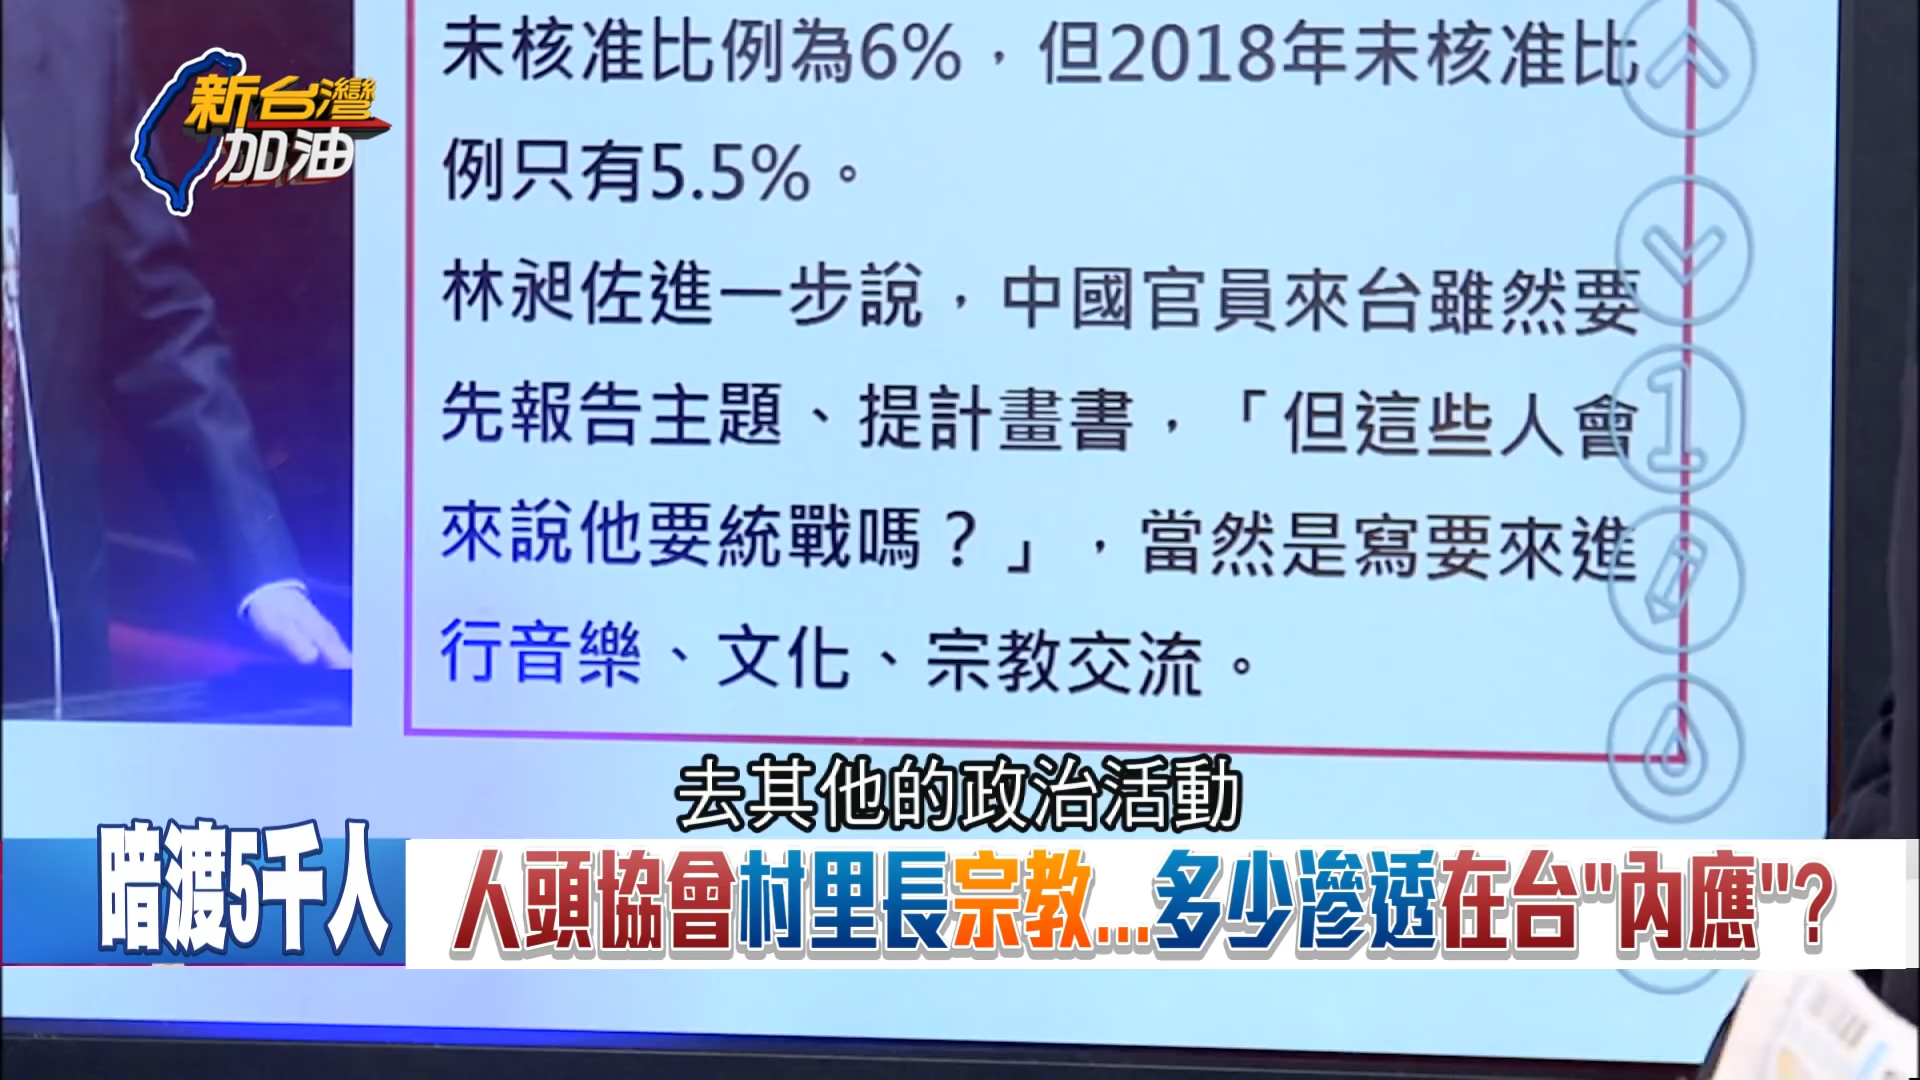 新台灣
加油
未核准比例為6%，但2018年未核准比
例只有5.5%。
林昶佐進一步說，中國官員來台雖然要
先報告主題、提計畫書，「但這些人會
來說他要統戰嗎？」，當然是寫要來進
行音樂、文化、宗教交流。
1
去其他的政治活動
暗渡5千人
人頭協會村里長宗教...多少滲透在台"內應"?